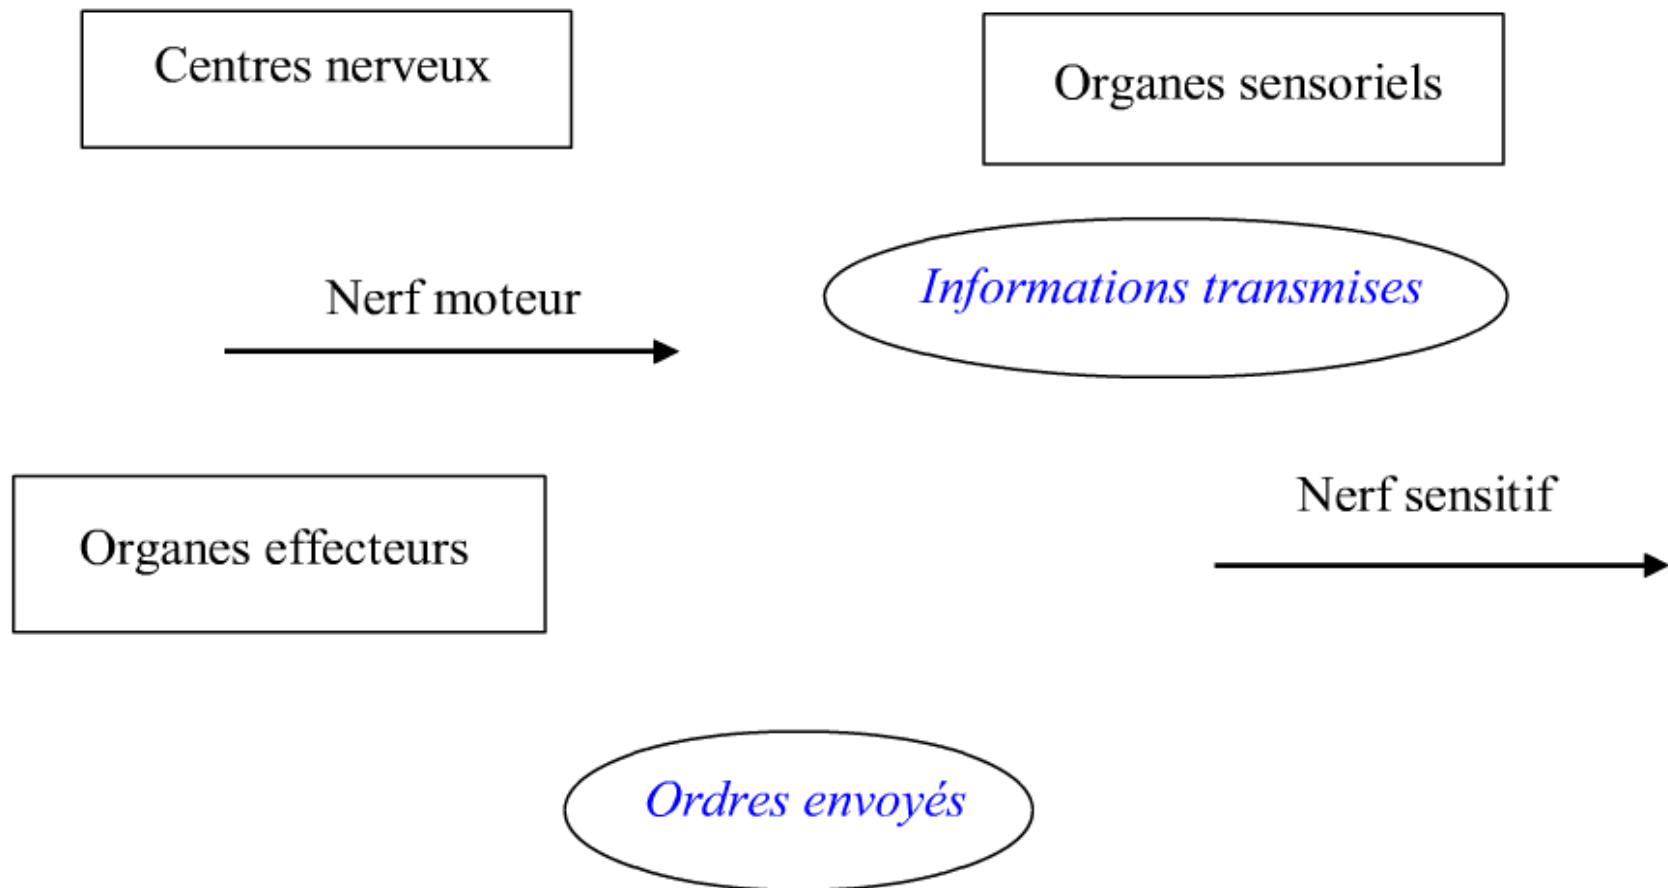 Centres nerveux
Organes sensoriels
Informations transmises
Nerf moteur
Nerf sensitif
Organes effecteurs
Ordres envoyés